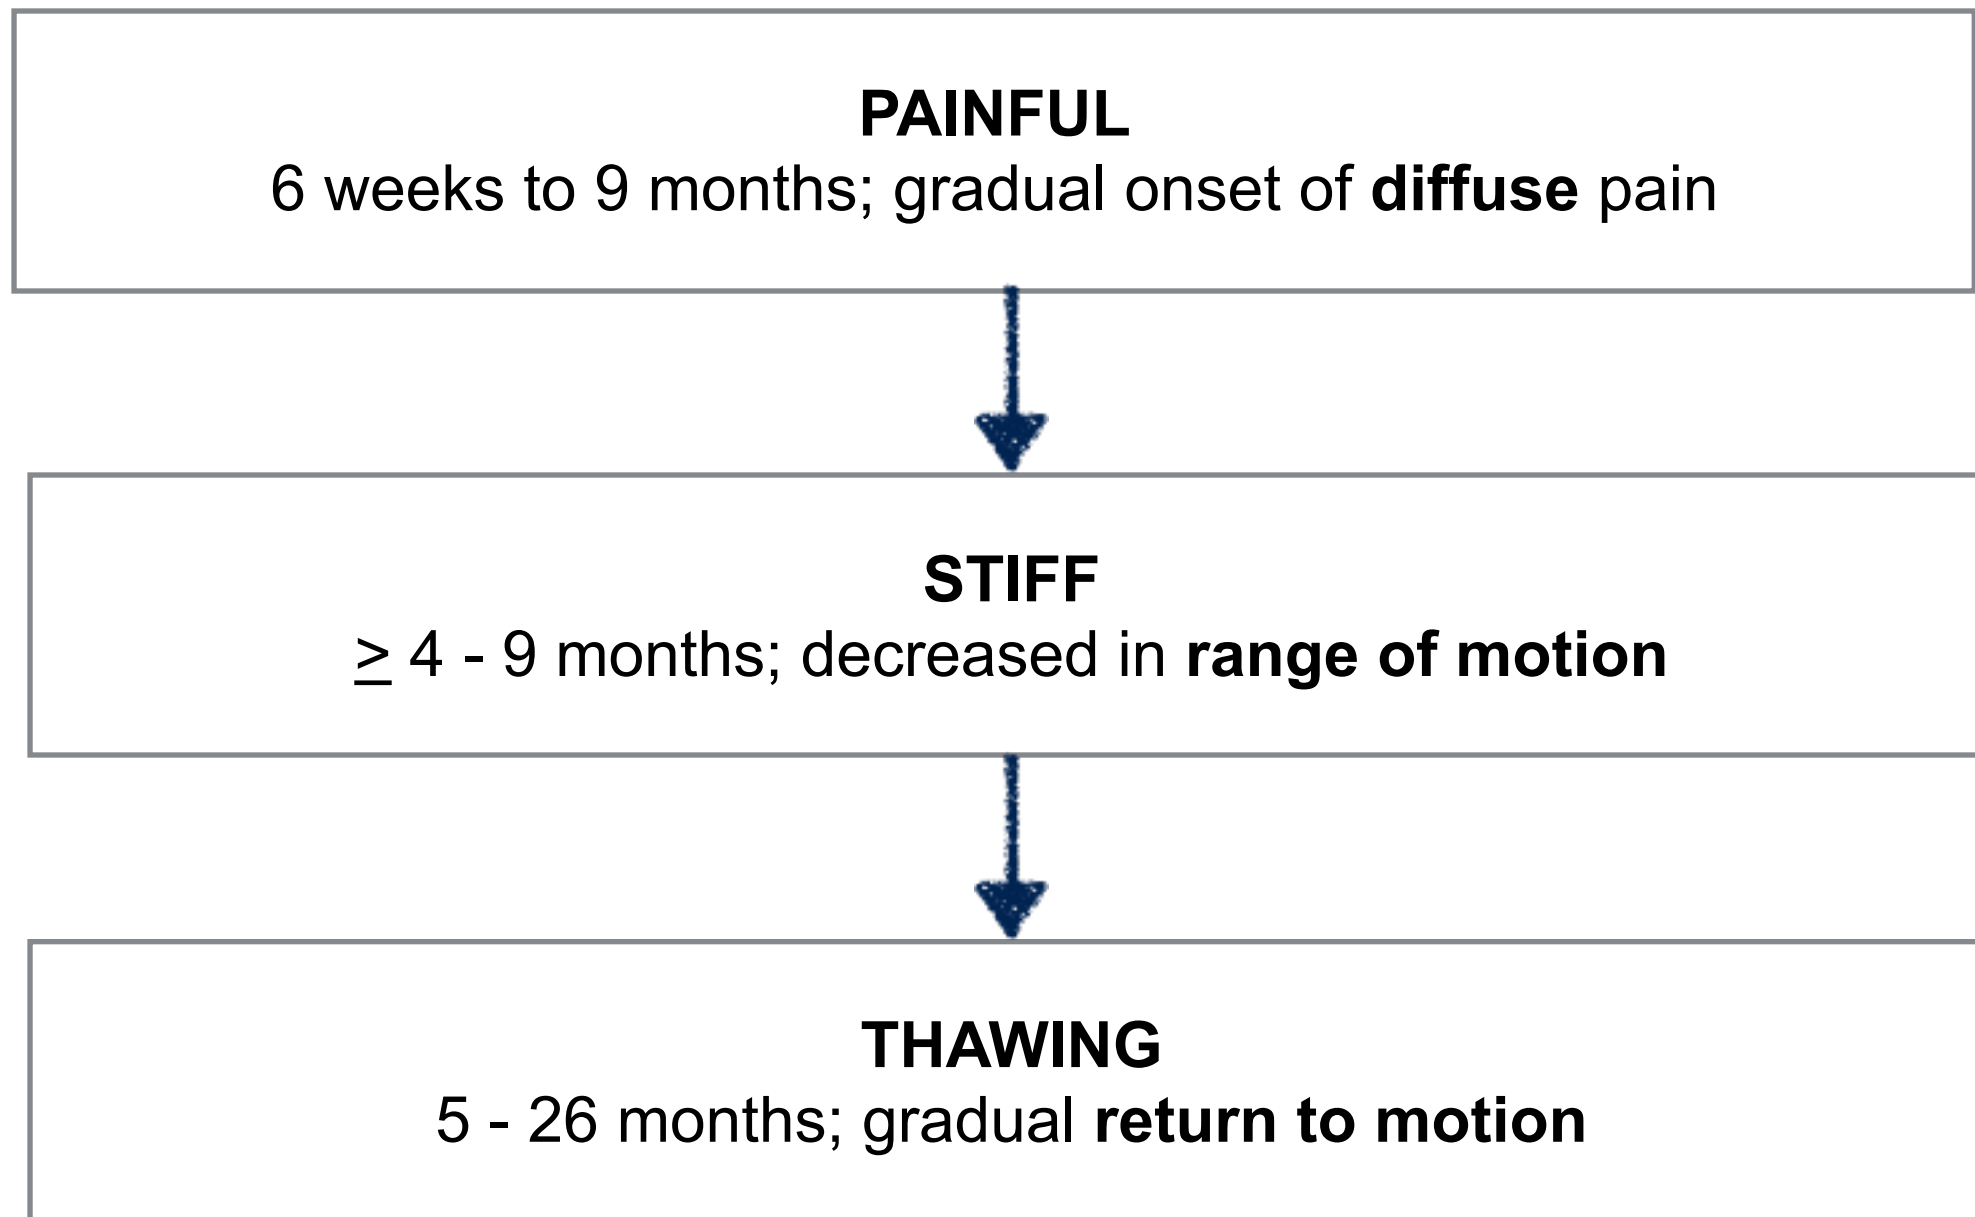 PAINFUL
6 weeks to 9 months; gradual onset of diffuse pain
STIFF
≥ 4 - 9 months; decreased in range of motion
THAWING
5 - 26 months; gradual return to motion